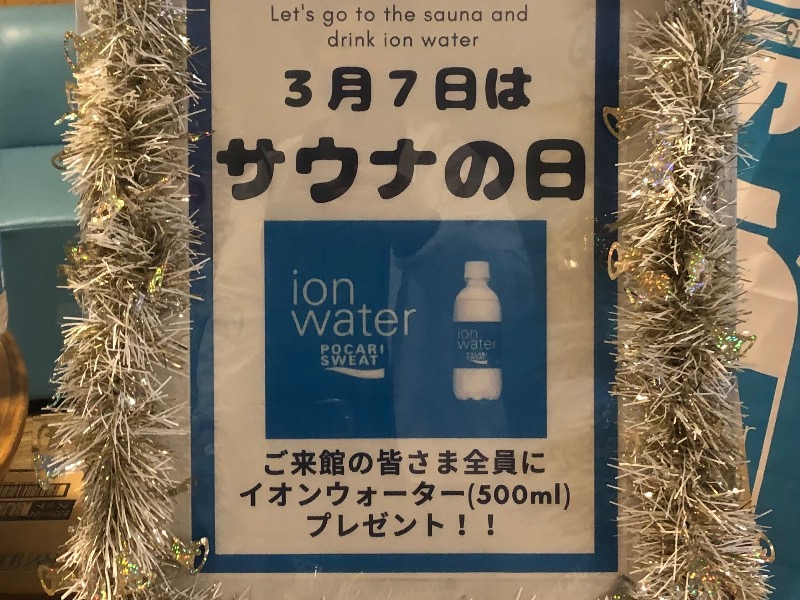 Let's go to the sauna and
drink ion water
３月７日は
サウナの日
ion
water
POCARI
SWEAT
ion
water
ご来館の皆さま全員に
イオンウォーター(500ml)
プレゼント！！